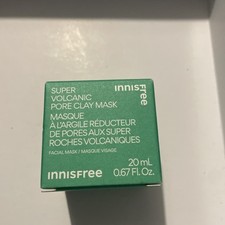 SUPER
VOLCANIC
PORE CLAY MASK
MASQUE
À L'ARGILE RÉDUCTEUR
DE PORES AUX SUPER
ROCHES VOLCANIQUES
FACIAL MASK / MASQUE VISAGE
20 mL
INNISFree 0.67 Fl. Oz.
INNISFree